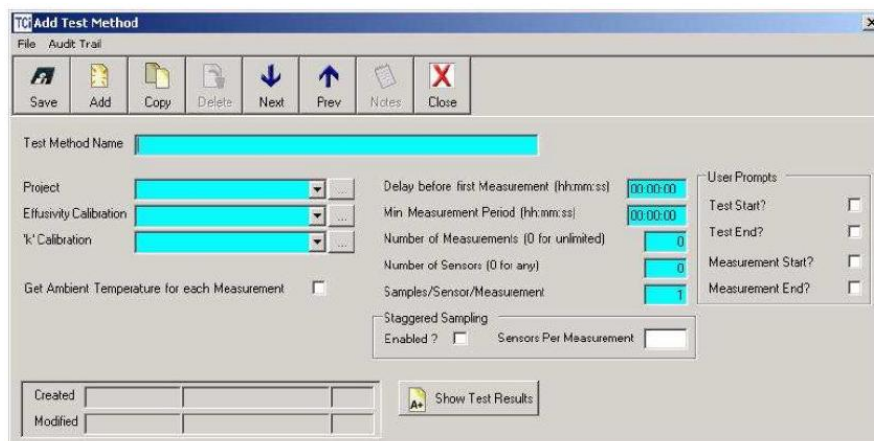 TCi Add Test Method
File Audit Trail
Save Add Copy Delete Next Prev Notes Close
Test Method Name
Project
Effusivity Calibration
'k' Calibration
Get Ambient Temperature for each Measurement
Delay before first Measurement (hh:mm:ss) 00:00:00
Min Measurement Period (hh:mm:ss) 00:00:00
Number of Measurements (0 for unlimited) 0
Number of Sensors (0 for any) 0
Samples/Sensor/Measurement 1
User Prompts
Test Start?
Test End?
Measurement Start?
Measurement End?
Staggered Sampling
Enabled ? Sensors Per Measurement
Created
Modified
A+ Show Test Results